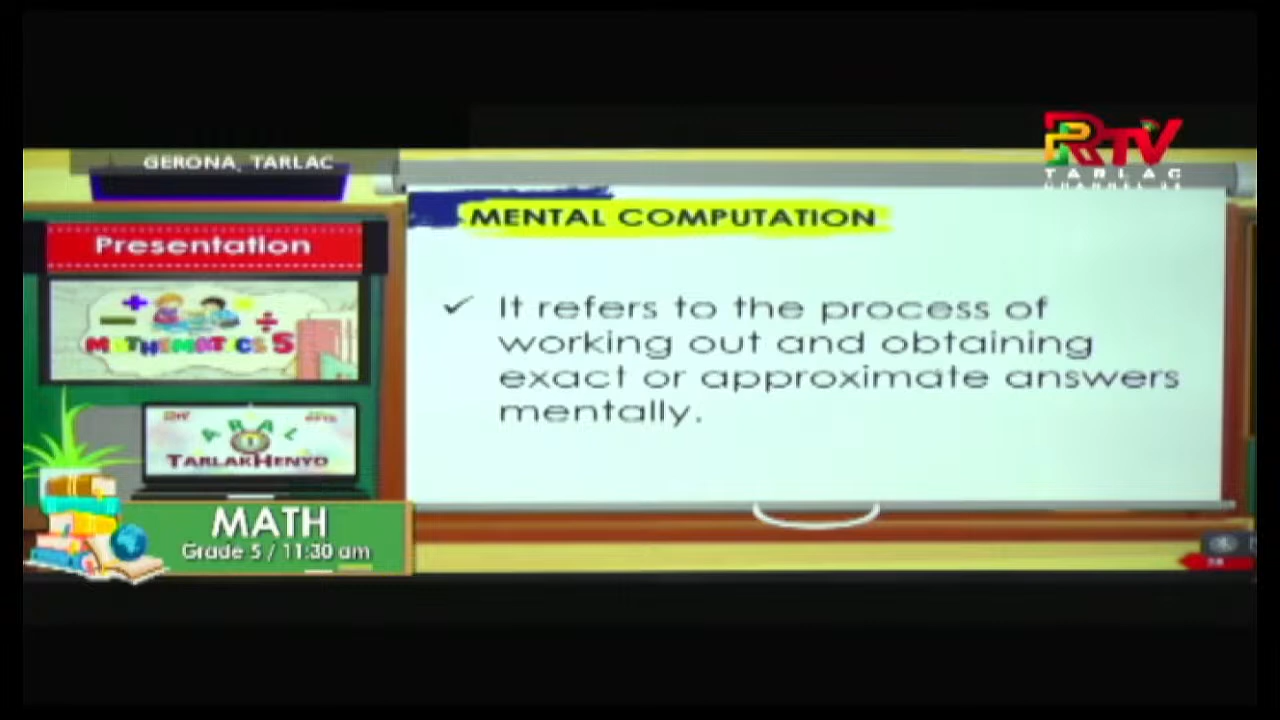 GERONA, TARLAC
RTV
TARLAC
Presentation
MATHEMATICS 5
ARAL
TARLAKHENYO
MATH
Grade 5 / 11:30 am
MENTAL COMPUTATION
✓ It refers to the process of
working out and obtaining
exact or approximate answers
mentally.